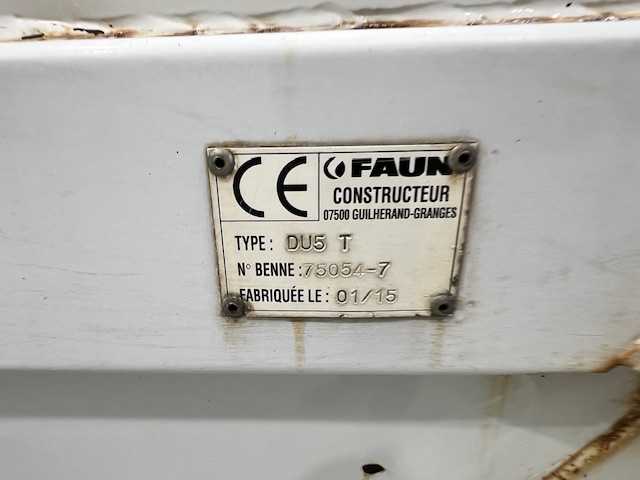 CE FAUN
CONSTRUCTEUR
07500 GUILHERAND-GRANGES
TYPE : DU5 T
N° BENNE : 75054-7
FABRIQUÉE LE : 01/15